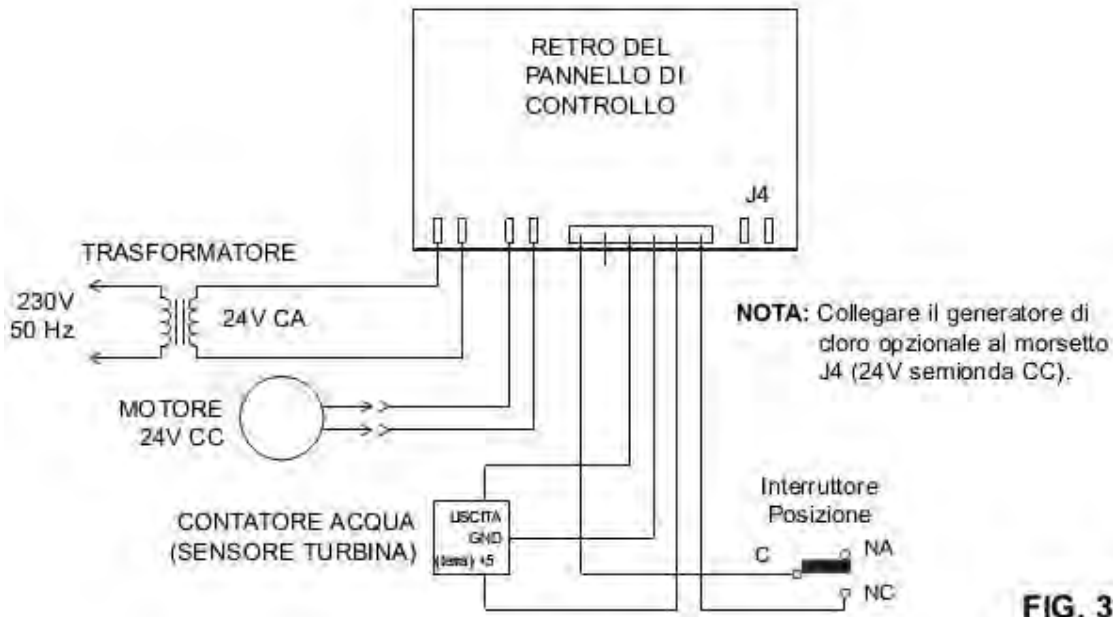 RETRO DEL
PANNELLO DI
CONTROLLO
J4
TRASFORMATORE
230V
50 Hz
24V CA
NOTA: Collegare il generatore di
cloro opzionale al morsetto
J4 (24V semionda CC).
MOTORE
24V CC
CONTATORE ACQUA
(SENSORE TURBINA)
USCITA
GND
(terra) +5
Interruttore
Posizione
C
NA
NC
FIG. 3